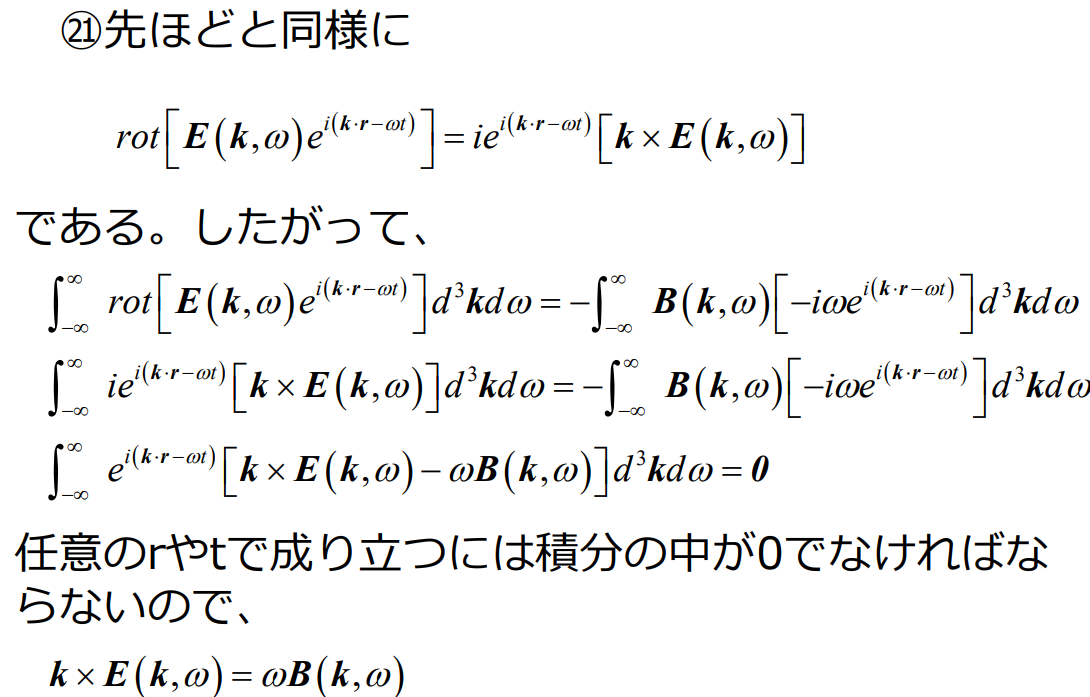 ㉑先ほどと同様に
rot[E(k,ω)e^{i(k·r−ωt)}]=ie^{i(k·r−ωt)}[k×E(k,ω)]
である。したがって、
∫_{−∞}^{∞} rot[E(k,ω)e^{i(k·r−ωt)}]d³kdω=−∫_{−∞}^{∞} B(k,ω)[−iωe^{i(k·r−ωt)}]d³kdω
∫_{−∞}^{∞} ie^{i(k·r−ωt)}[k×E(k,ω)]d³kdω=−∫_{−∞}^{∞} B(k,ω)[−iωe^{i(k·r−ωt)}]d³kdω
∫_{−∞}^{∞} e^{i(k·r−ωt)}[k×E(k,ω)−ωB(k,ω)]d³kdω=0
任意のrやtで成り立つには積分の中が0でなければな
らないので、
k×E(k,ω)=ωB(k,ω)